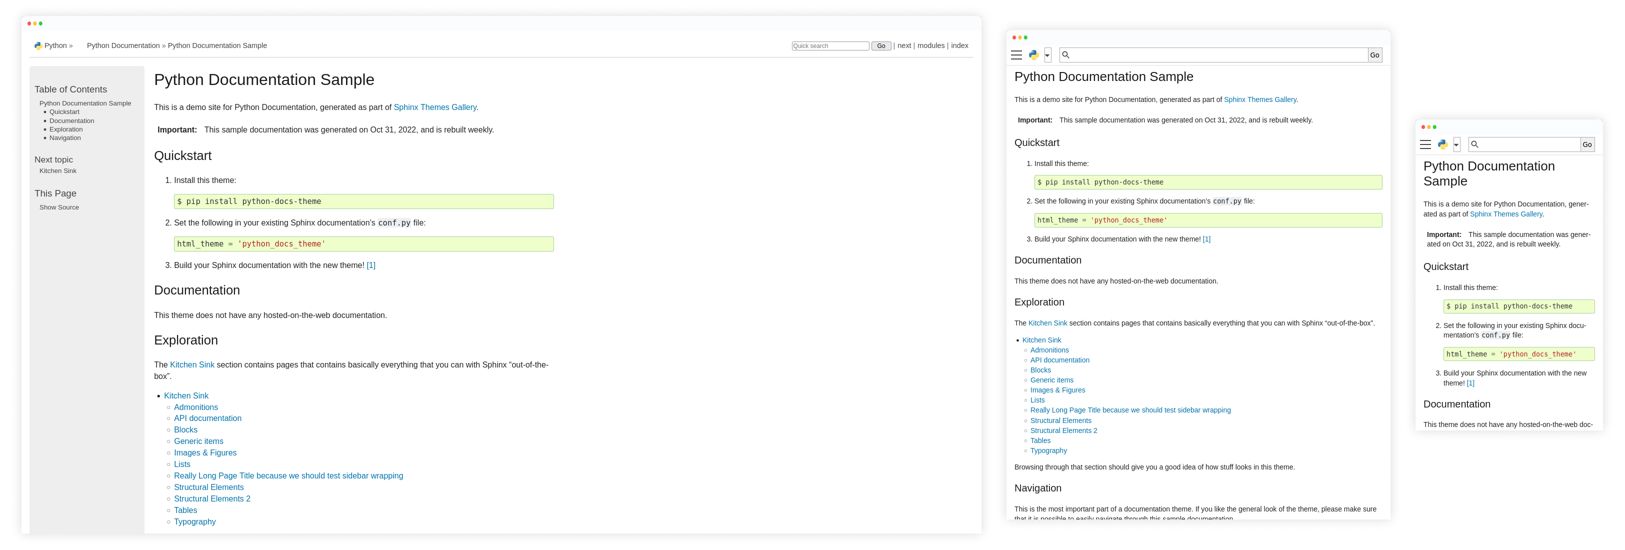 Python » Python Documentation » Python Documentation Sample
Quick search Go | next | modules | index
Table of Contents
Python Documentation Sample
Quickstart
Documentation
Exploration
Navigation
Next topic
Kitchen Sink
This Page
Show Source
Python Documentation Sample
This is a demo site for Python Documentation, generated as part of Sphinx Themes Gallery.
Important: This sample documentation was generated on Oct 31, 2022, and is rebuilt weekly.
Quickstart
1. Install this theme:
$ pip install python-docs-theme
2. Set the following in your existing Sphinx documentation's conf.py file:
html_theme = 'python_docs_theme'
3. Build your Sphinx documentation with the new theme! [1]
Documentation
This theme does not have any hosted-on-the-web documentation.
Exploration
The Kitchen Sink section contains pages that contains basically everything that you can with Sphinx “out-of-the-
box”.
Kitchen Sink
Admonitions
API documentation
Blocks
Generic items
Images & Figures
Lists
Really Long Page Title because we should test sidebar wrapping
Structural Elements
Structural Elements 2
Tables
Typography
Go
Python Documentation Sample
This is a demo site for Python Documentation, generated as part of Sphinx Themes Gallery.
Important: This sample documentation was generated on Oct 31, 2022, and is rebuilt weekly.
Quickstart
1. Install this theme:
$ pip install python-docs-theme
2. Set the following in your existing Sphinx documentation's conf.py file:
html_theme = 'python_docs_theme'
3. Build your Sphinx documentation with the new theme! [1]
Documentation
This theme does not have any hosted-on-the-web documentation.
Exploration
The Kitchen Sink section contains pages that contains basically everything that you can with Sphinx “out-of-the-box”.
Kitchen Sink
Admonitions
API documentation
Blocks
Generic items
Images & Figures
Lists
Really Long Page Title because we should test sidebar wrapping
Structural Elements
Structural Elements 2
Tables
Typography
Browsing through that section should give you a good idea of how stuff looks in this theme.
Navigation
This is the most important part of a documentation theme. If you like the general look of the theme, please make sure
that it is possible to easily navigate through this sample documentation.
Go
Python Documentation
Sample
This is a demo site for Python Documentation, gener-
ated as part of Sphinx Themes Gallery.
Important: This sample documentation was gener-
ated on Oct 31, 2022, and is rebuilt weekly.
Quickstart
1. Install this theme:
$ pip install python-docs-theme
2. Set the following in your existing Sphinx docu-
mentation's conf.py file:
html_theme = 'python_docs_theme'
3. Build your Sphinx documentation with the new
theme! [1]
Documentation
This theme does not have any hosted-on-the-web doc-